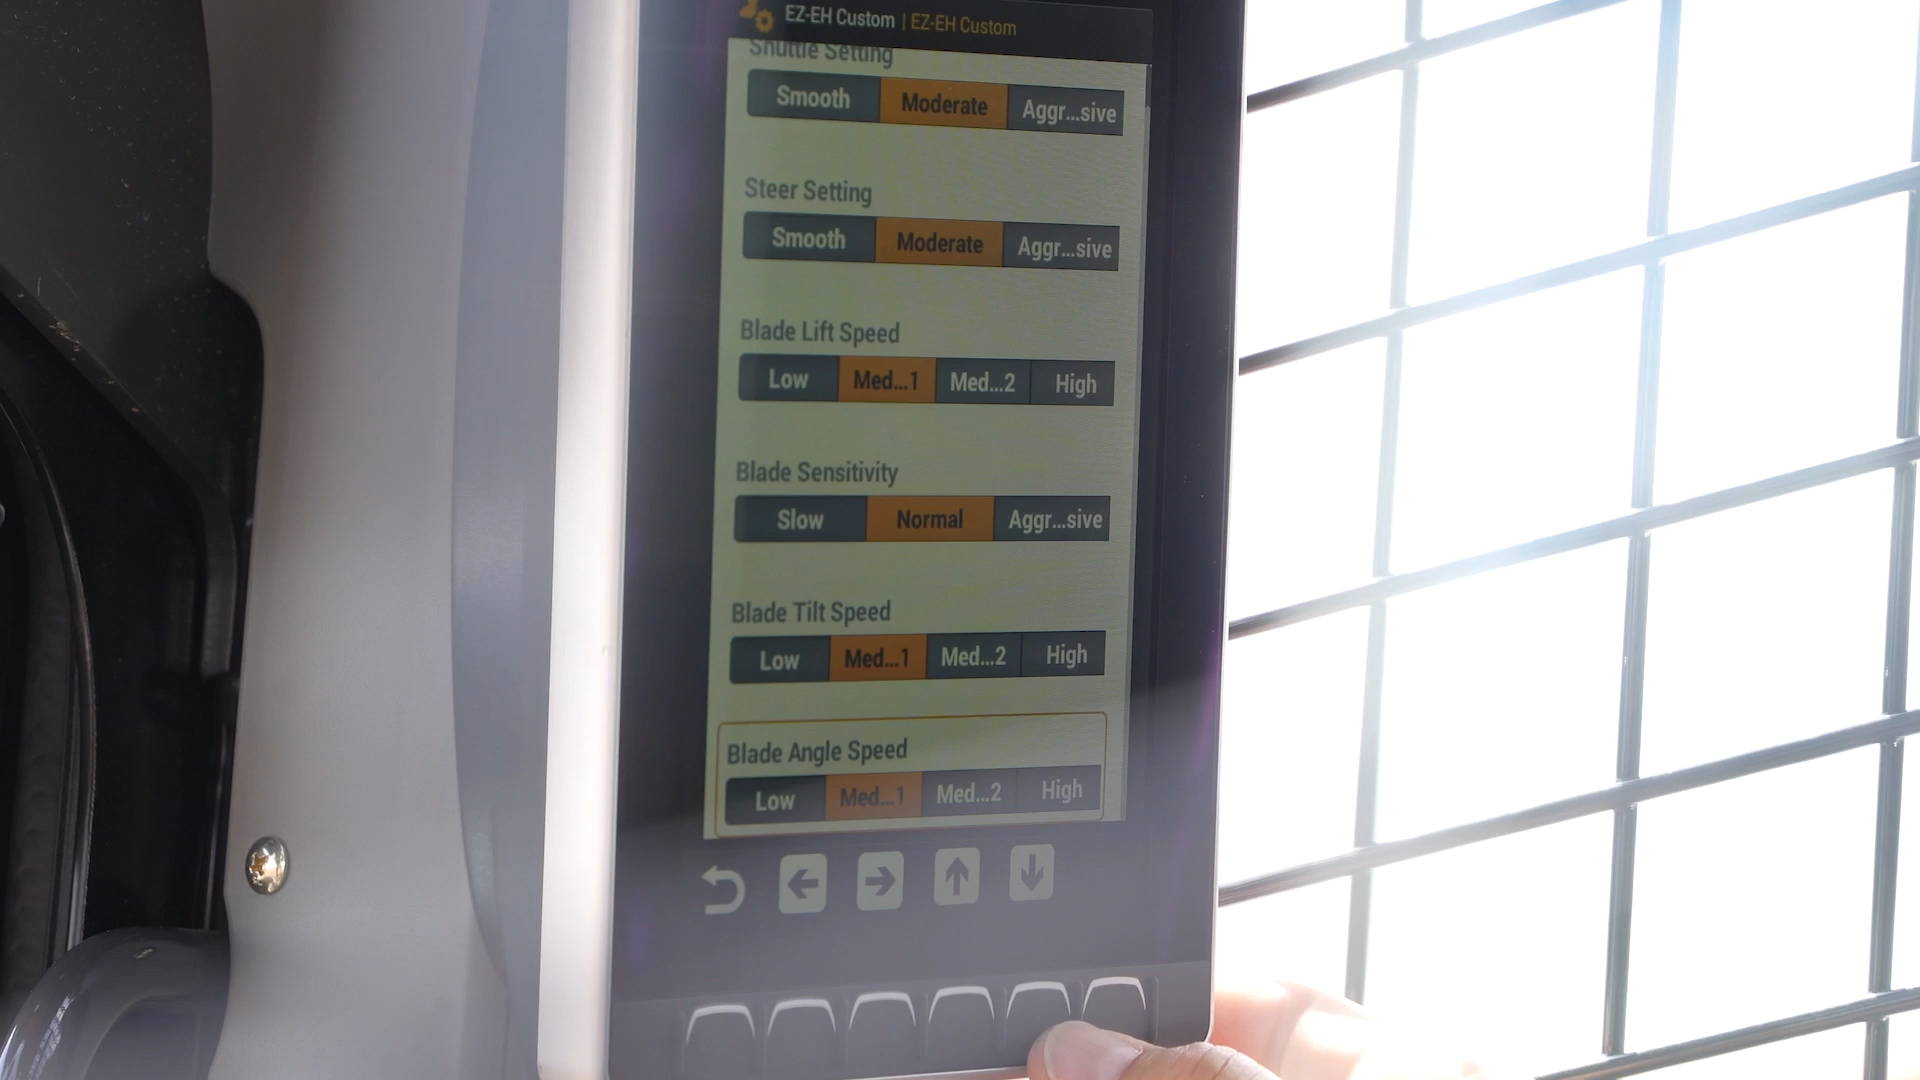 EZ-EH Custom | EZ-EH Custom
Shuttle Setting
Smooth Moderate Aggr...sive
Steer Setting
Smooth Moderate Aggr...sive
Blade Lift Speed
Low Med...1 Med...2 High
Blade Sensitivity
Slow Normal Aggr...sive
Blade Tilt Speed
Low Med...1 Med...2 High
Blade Angle Speed
Low Med...1 Med...2 High